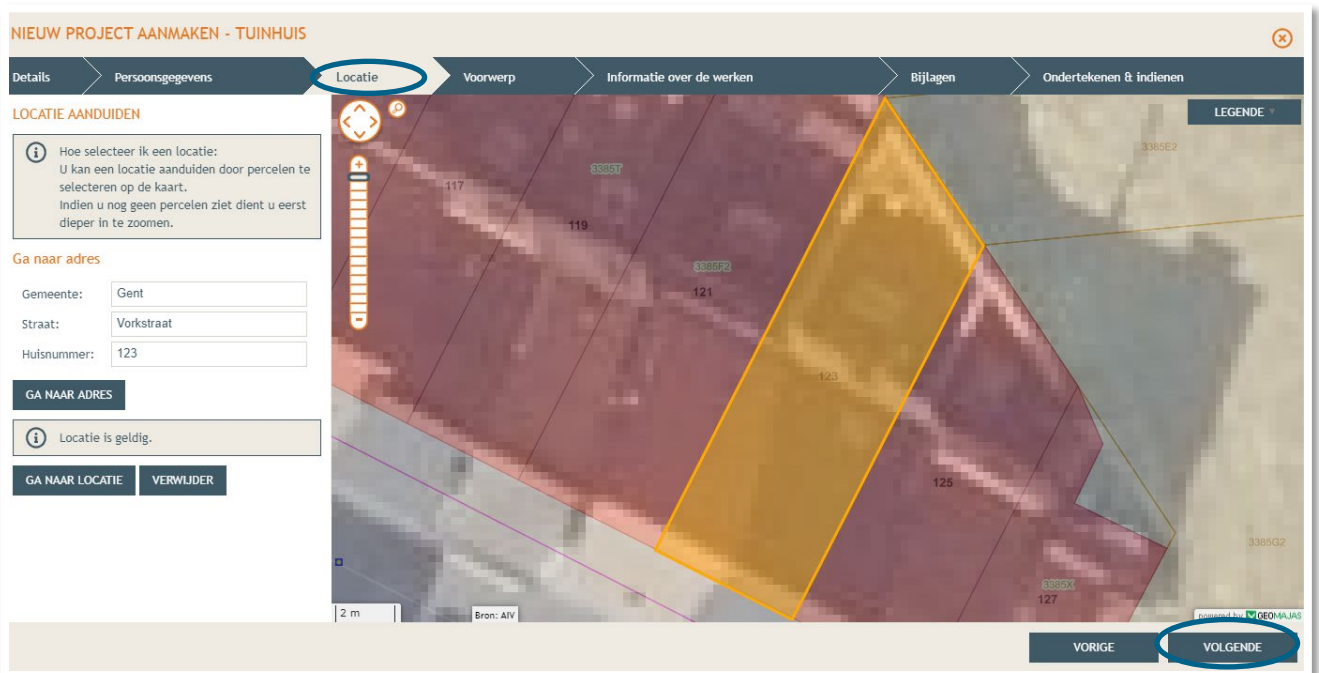 NIEUW PROJECT AANMAKEN - TUINHUIS
Details
Persoonsgegevens
Locatie
Voorwerp
Informatie over de werken
Bijlagen
Ondertekenen & indienen
LOCATIE AANDUIDEN
Hoe selecteer ik een locatie:
U kan een locatie aanduiden door percelen te
selecteren op de kaart.
Indien u nog geen percelen ziet dient u eerst
dieper in te zoomen.
Ga naar adres
Gemeente: Gent
Straat: Vorkstraat
Huisnummer: 123
GA NAAR ADRES
Locatie is geldig.
GA NAAR LOCATIE
VERWIJDER
LEGENDE
3385E2
3385T
117
119
3385F2
121
123
125
3385G2
3385X
127
2 m
Bron: AIV
powered by GEOMAJAS
VORIGE
VOLGENDE